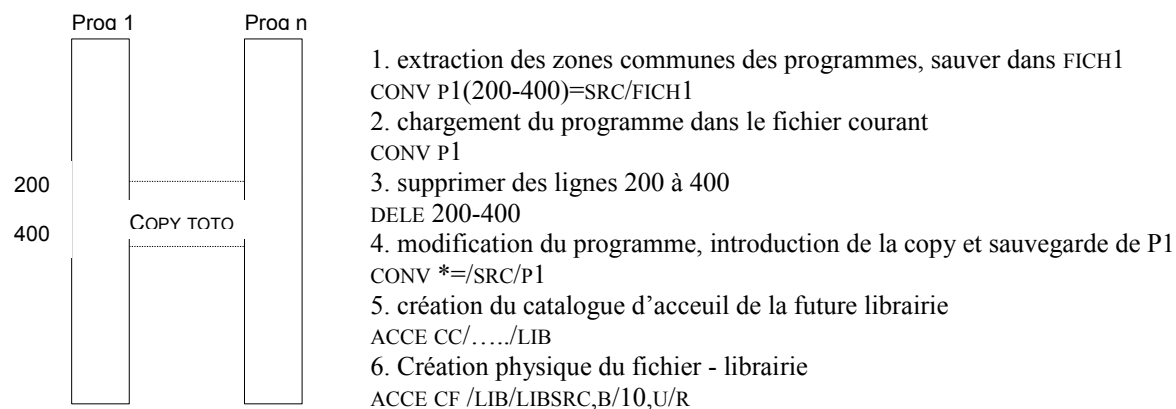 Prog 1 Prog n
200
400
COPY TOTO
1. extraction des zones communes des programmes, sauver dans FICH1
CONV P1(200-400)=SRC/FICH1
2. chargement du programme dans le fichier courant
CONV P1
3. supprimer des lignes 200 à 400
DELE 200-400
4. modification du programme, introduction de la copy et sauvegarde de P1
CONV *=/SRC/P1
5. création du catalogue d’acceuil de la future librairie
ACCE CC/…../LIB
6. Création physique du fichier - librairie
ACCE CF /LIB/LIBSRC,B/10,U/R